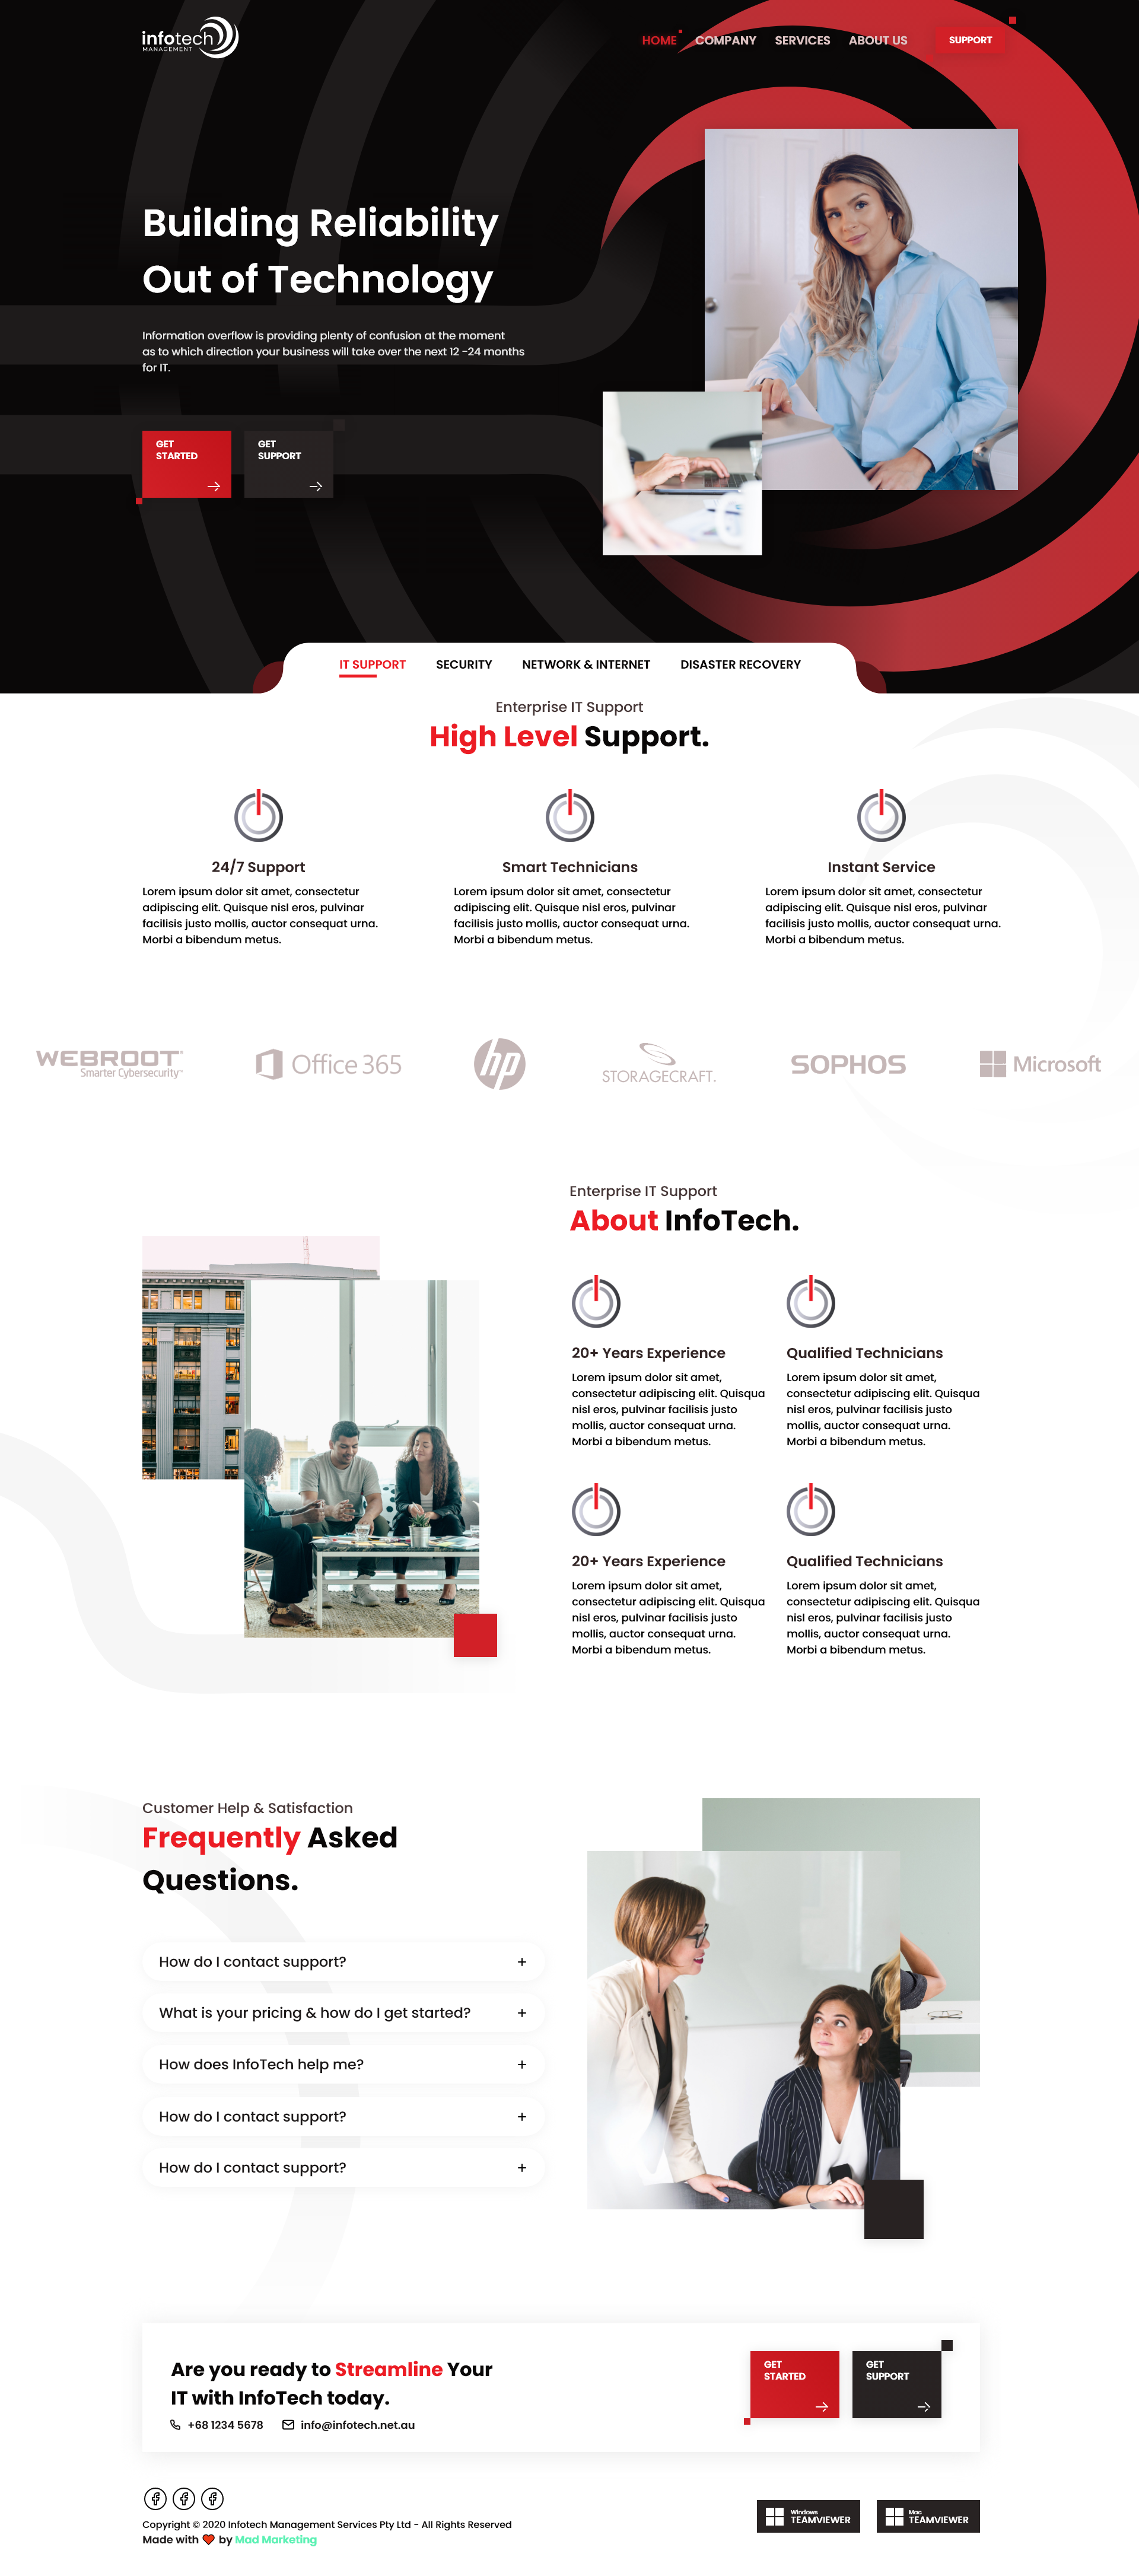 infotech
MANAGEMENT
HOME COMPANY SERVICES ABOUT US SUPPORT
Building Reliability
Out of Technology
Information overflow is providing plenty of confusion at the moment
as to which direction your business will take over the next 12 -24 months
for IT.
GET
STARTED
GET
SUPPORT
IT SUPPORT SECURITY NETWORK & INTERNET DISASTER RECOVERY
Enterprise IT Support
High Level Support.
24/7 Support
Lorem ipsum dolor sit amet, consectetur
adipiscing elit. Quisque nisl eros, pulvinar
facilisis justo mollis, auctor consequat urna.
Morbi a bibendum metus.
Smart Technicians
Lorem ipsum dolor sit amet, consectetur
adipiscing elit. Quisque nisl eros, pulvinar
facilisis justo mollis, auctor consequat urna.
Morbi a bibendum metus.
Instant Service
Lorem ipsum dolor sit amet, consectetur
adipiscing elit. Quisque nisl eros, pulvinar
facilisis justo mollis, auctor consequat urna.
Morbi a bibendum metus.
WEBROOT
Smarter Cybersecurity™
Office 365
hp
STORAGECRAFT.
SOPHOS
Microsoft
Enterprise IT Support
About InfoTech.
20+ Years Experience
Lorem ipsum dolor sit amet,
consectetur adipiscing elit. Quisqua
nisl eros, pulvinar facilisis justo
mollis, auctor consequat urna.
Morbi a bibendum metus.
Qualified Technicians
Lorem ipsum dolor sit amet,
consectetur adipiscing elit. Quisqua
nisl eros, pulvinar facilisis justo
mollis, auctor consequat urna.
Morbi a bibendum metus.
20+ Years Experience
Lorem ipsum dolor sit amet,
consectetur adipiscing elit. Quisqua
nisl eros, pulvinar facilisis justo
mollis, auctor consequat urna.
Morbi a bibendum metus.
Qualified Technicians
Lorem ipsum dolor sit amet,
consectetur adipiscing elit. Quisqua
nisl eros, pulvinar facilisis justo
mollis, auctor consequat urna.
Morbi a bibendum metus.
Customer Help & Satisfaction
Frequently Asked
Questions.
How do I contact support? +
What is your pricing & how do I get started? +
How does InfoTech help me? +
How do I contact support? +
How do I contact support? +
Are you ready to Streamline Your
IT with InfoTech today.
+68 1234 5678 info@infotech.net.au
GET
STARTED
GET
SUPPORT
Copyright © 2020 Infotech Management Services Pty Ltd - All Rights Reserved
Made with ❤ by Mad Marketing
Windows
TEAMVIEWER
Mac
TEAMVIEWER